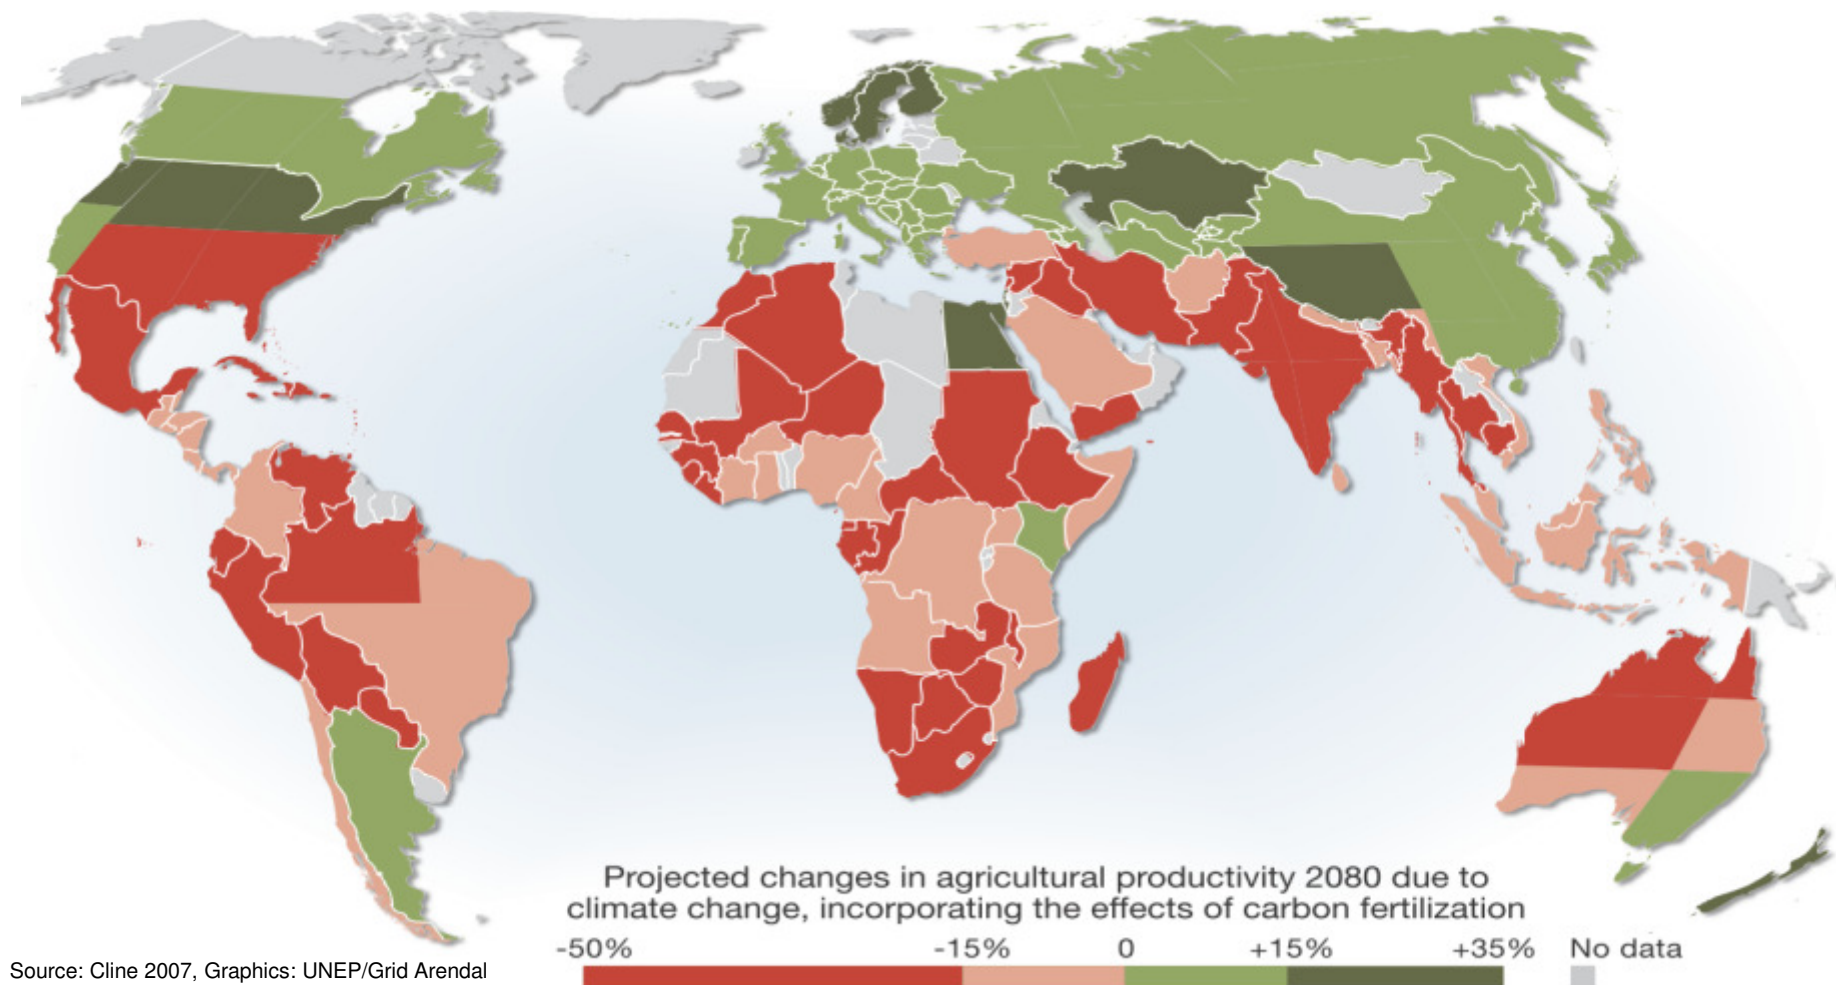 Projected changes in agricultural productivity 2080 due to
climate change, incorporating the effects of carbon fertilization
-50% -15% 0 +15% +35% No data
Source: Cline 2007, Graphics: UNEP/Grid Arendal